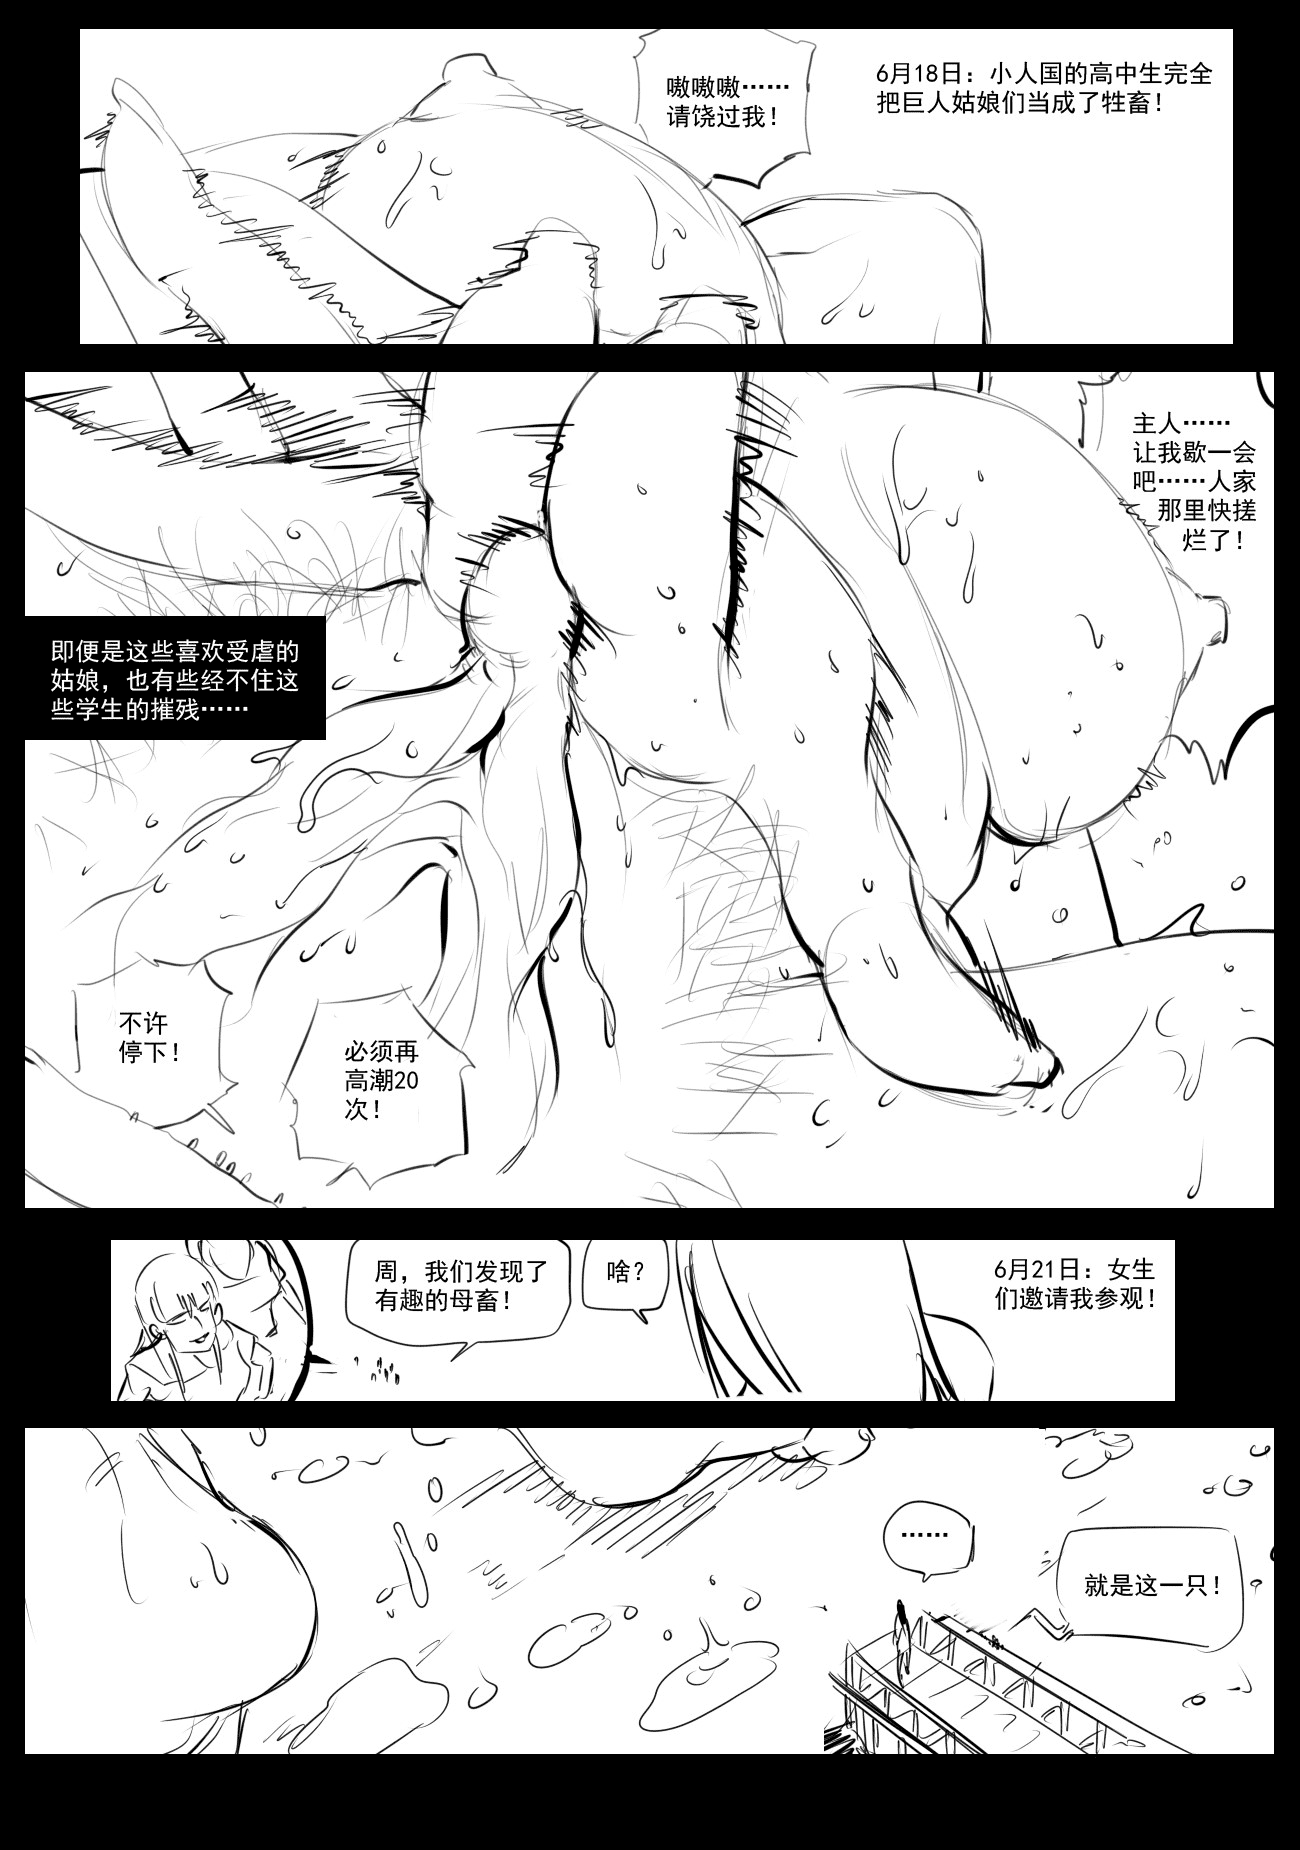 6月18日：小人国的高中生完全
把巨人姑娘们当成了牲畜！
嗷嗷嗷……
请饶过我！
主人……
让我歇一会
吧……人家
那里快搓
烂了！
即便是这些喜欢受虐的
姑娘，也有些经不住这
些学生的摧残……
不许
停下！
必须再
高潮20
次！
6月21日：女生
们邀请我参观！
周，我们发现了
有趣的母畜！
啥？
……
就是这一只！